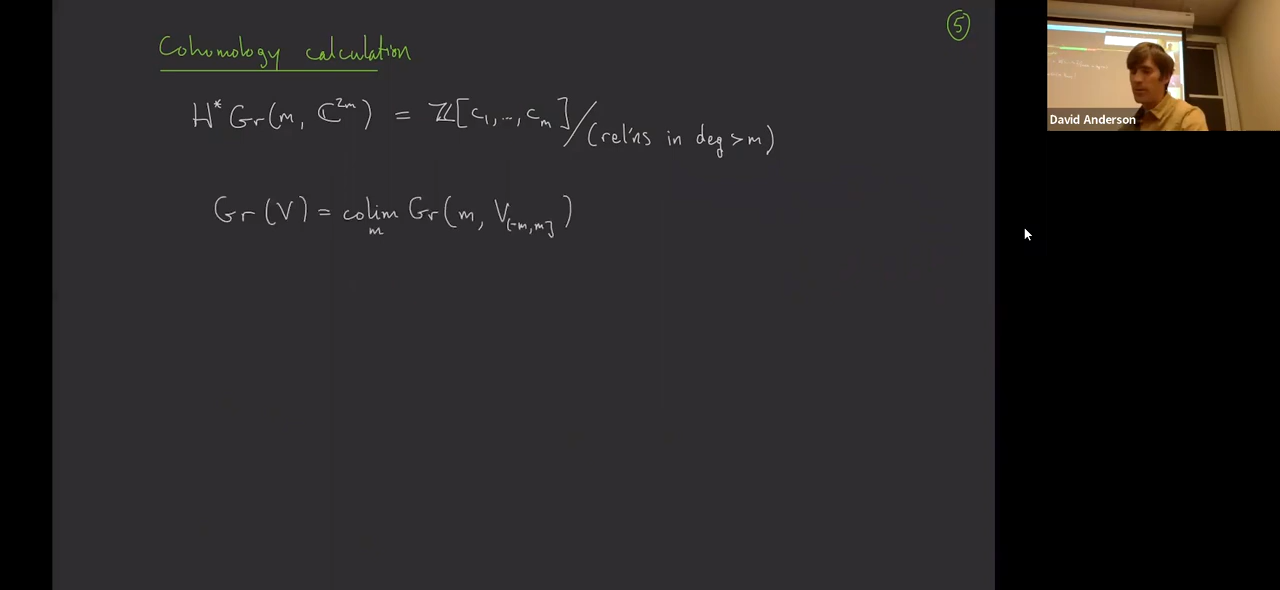 ⑤
Cohomology calculation
H* Gr(m, ℂ^{2m}) = ℤ[c_1, ..., c_m] / (rel'ns in deg > m)
Gr(V) = colim_m Gr(m, V_{(-m,m]})
David Anderson